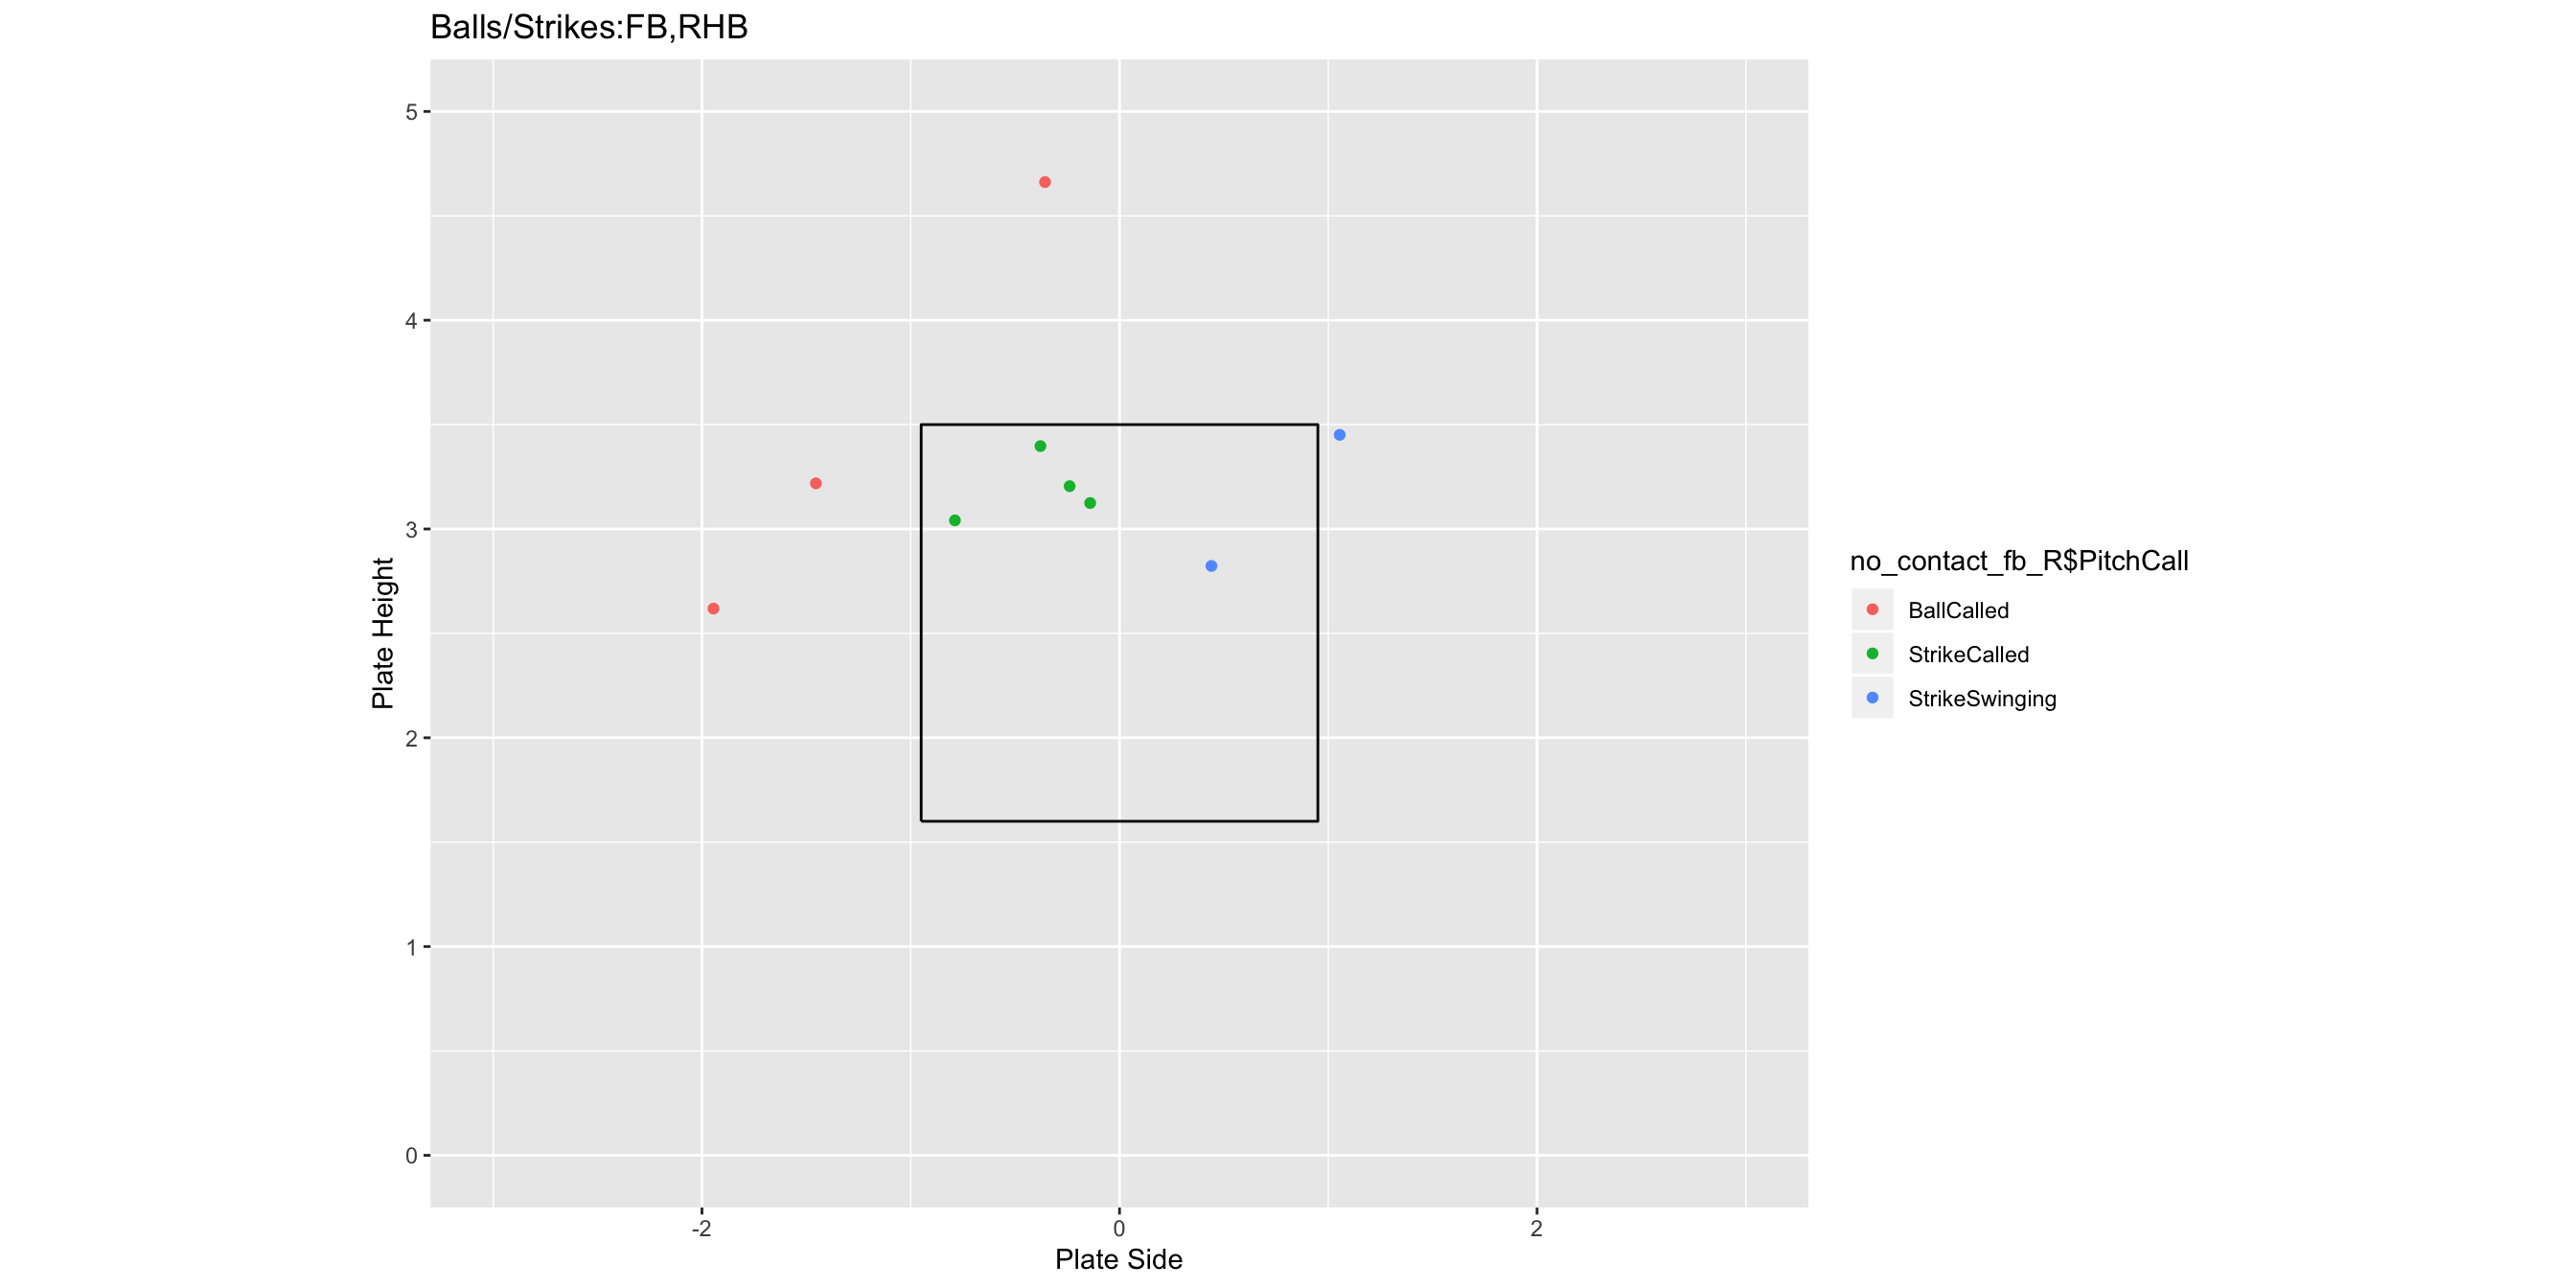 Balls/Strikes:FB,RHB
5
4
3
2
1
0
Plate Height
-2
0
2
Plate Side
no_contact_fb_R$PitchCall
BallCalled
StrikeCalled
StrikeSwinging